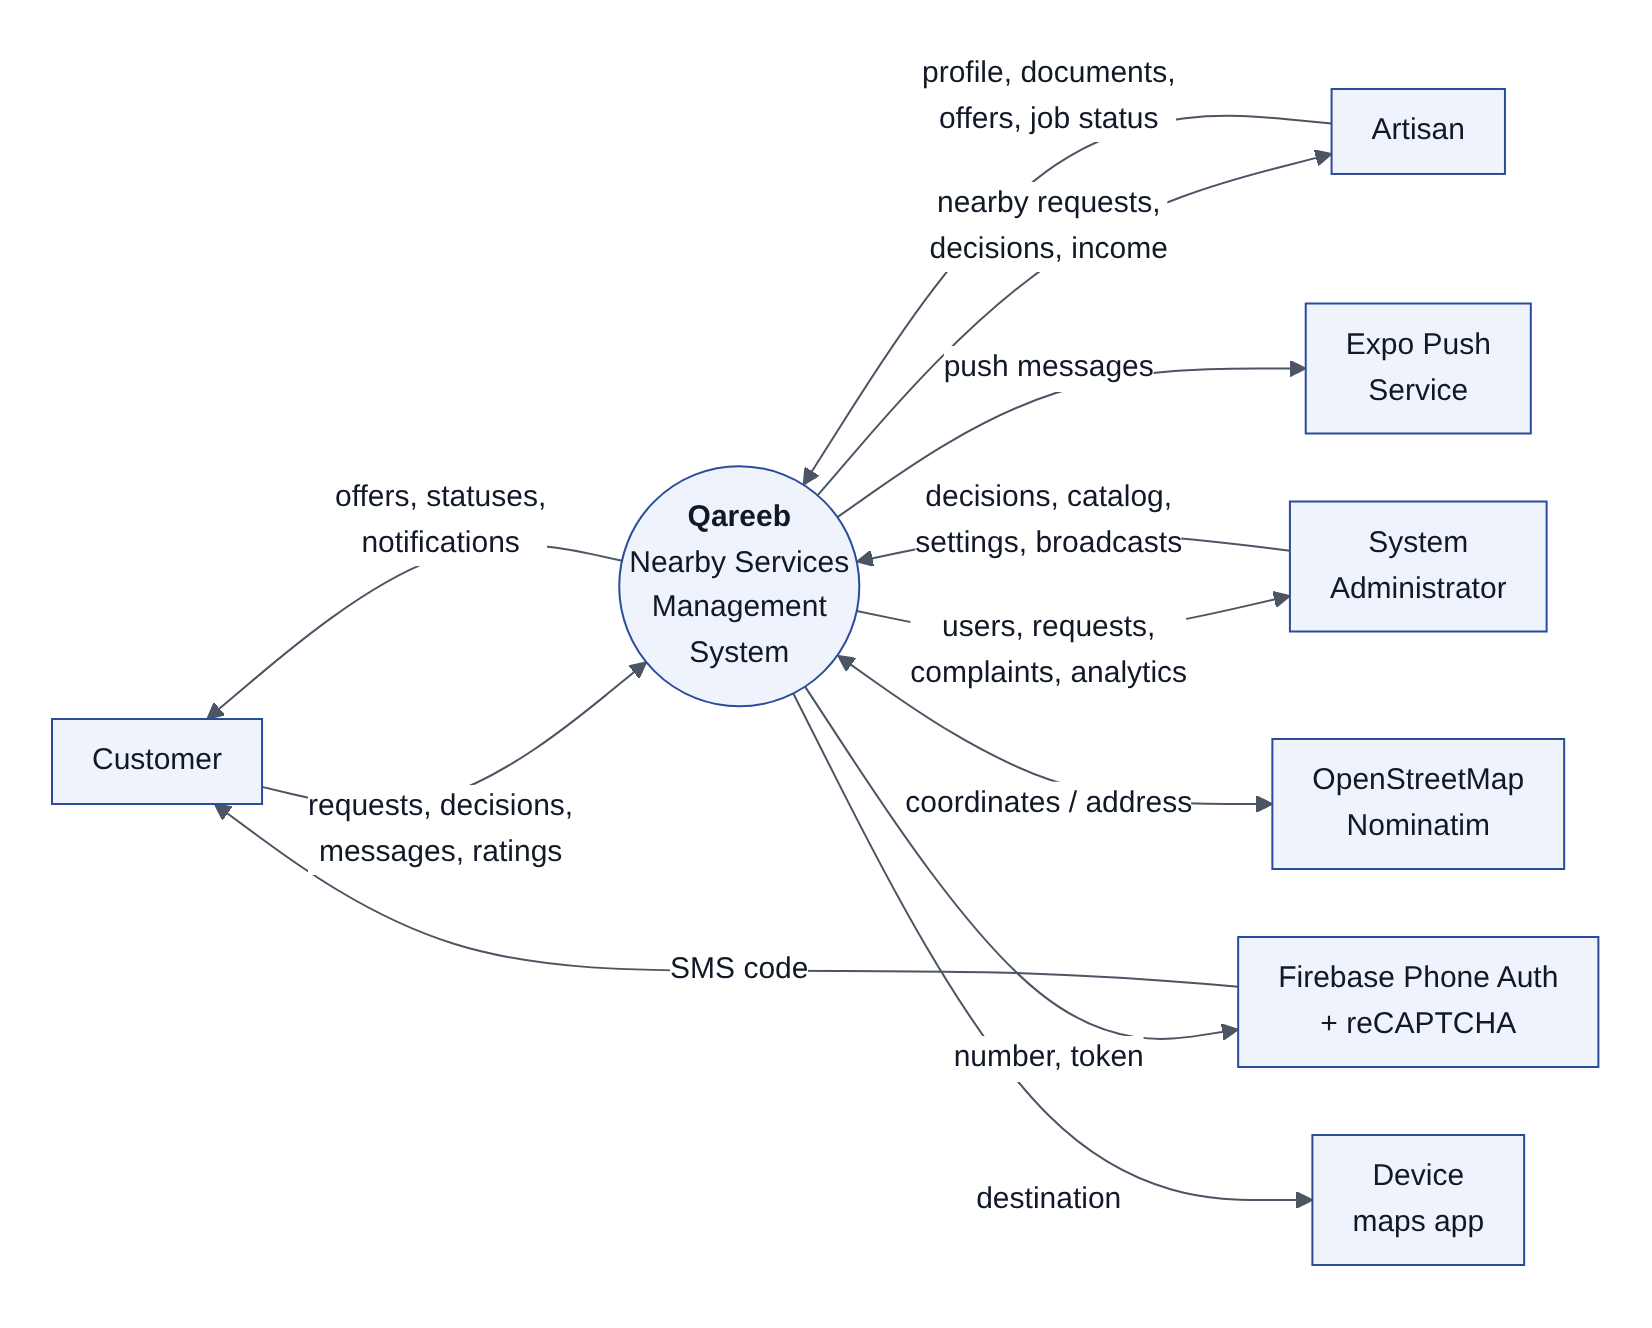 profile, documents,
offers, job status
Artisan
nearby requests,
decisions, income
Expo Push
Service
push messages
offers, statuses,
notifications
Qareeb
Nearby Services
Management
System
decisions, catalog,
settings, broadcasts
System
Administrator
users, requests,
complaints, analytics
Customer
requests, decisions,
messages, ratings
coordinates / address
OpenStreetMap
Nominatim
SMS code
Firebase Phone Auth
+ reCAPTCHA
number, token
destination
Device
maps app